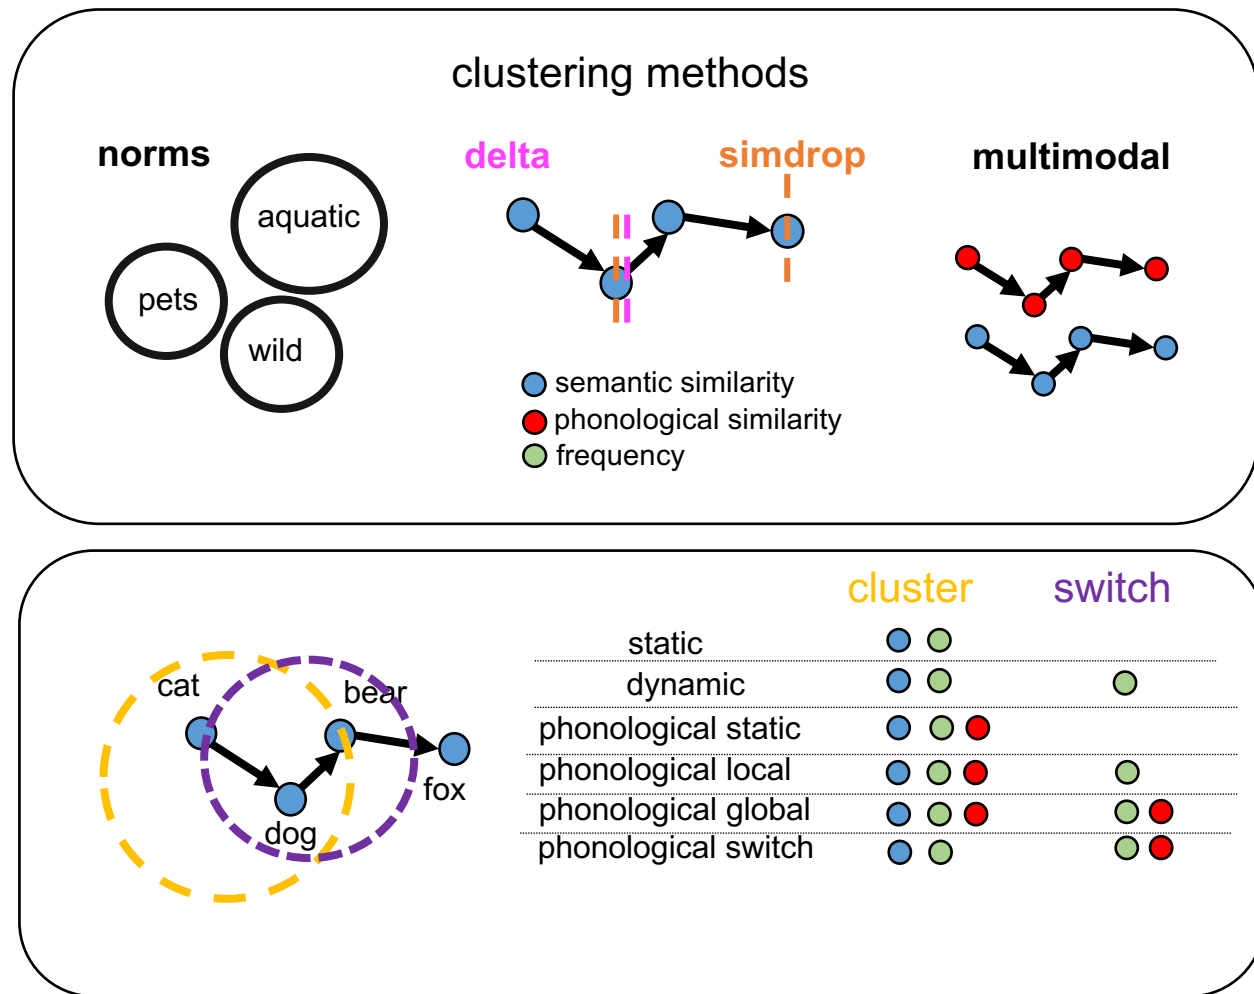 clustering methods
norms
delta
simdrop
multimodal
aquatic
pets
wild
semantic similarity
phonological similarity
frequency
cluster
switch
static
dynamic
phonological static
phonological local
phonological global
phonological switch
cat
bear
dog
fox